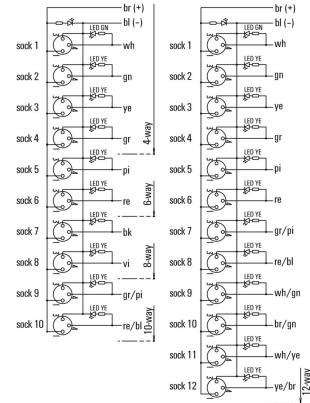 br (+)
bl (–)
LED GN
sock 1
wh
LED YE
sock 2
gn
LED YE
sock 3
ye
LED YE
sock 4
gr
4-way
LED YE
sock 5
pi
LED YE
sock 6
re
6-way
LED YE
sock 7
bk
LED YE
sock 8
vi
8-way
LED YE
sock 9
gr/pi
LED YE
sock 10
re/bl
10-way
br (+)
bl (–)
LED GN
sock 1
wh
LED YE
sock 2
gn
LED YE
sock 3
ye
LED YE
sock 4
gr
LED YE
sock 5
pi
LED YE
sock 6
re
LED YE
sock 7
gr/pi
LED YE
sock 8
re/bl
LED YE
sock 9
wh/gn
LED YE
sock 10
br/gn
LED YE
sock 11
wh/ye
LED YE
sock 12
ye/br
12-way